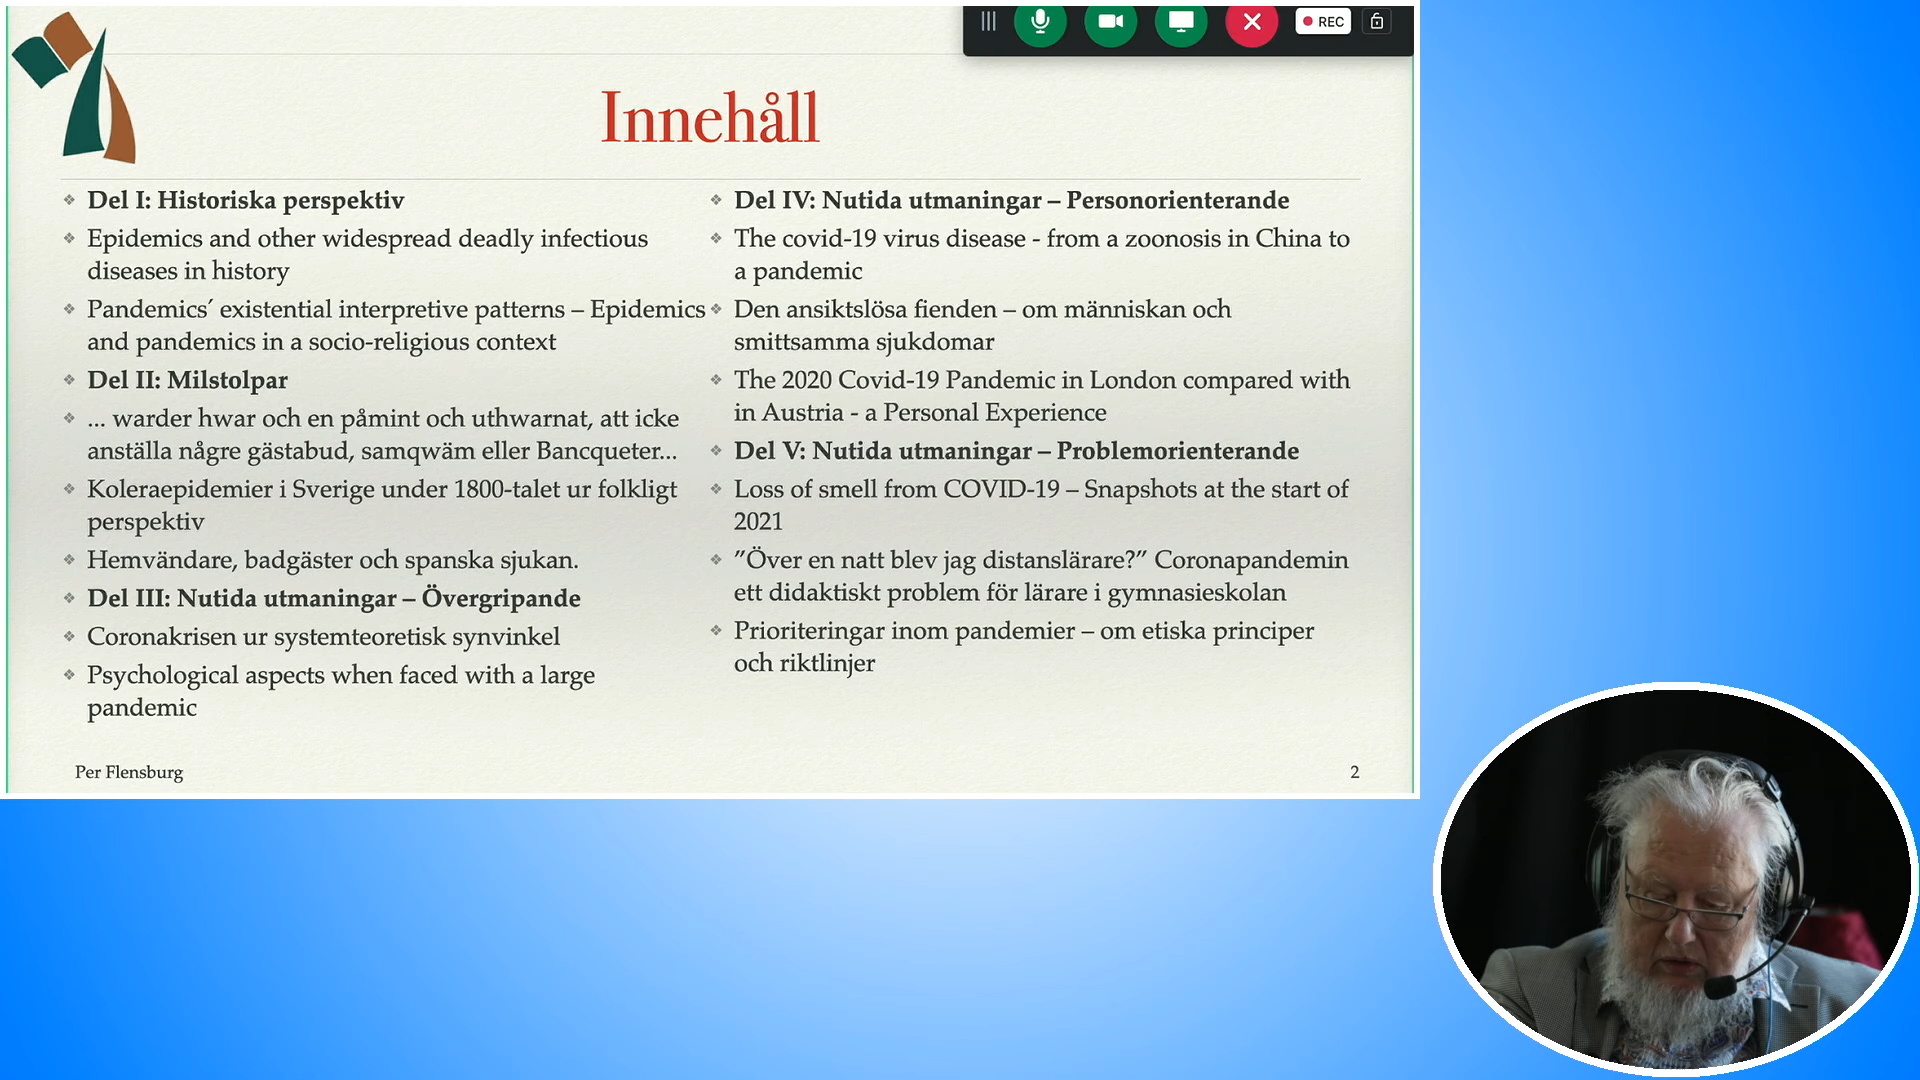 REC
Innehåll
Del I: Historiska perspektiv
Epidemics and other widespread deadly infectious
diseases in history
Pandemics´ existential interpretive patterns – Epidemics
and pandemics in a socio-religious context
Del II: Milstolpar
... warder hwar och en påmint och uthwarnat, att icke
anställa någre gästabud, samqwäm eller Bancqueter...
Koleraepidemier i Sverige under 1800-talet ur folkligt
perspektiv
Hemvändare, badgäster och spanska sjukan.
Del III: Nutida utmaningar – Övergripande
Coronakrisen ur systemteoretisk synvinkel
Psychological aspects when faced with a large
pandemic
Del IV: Nutida utmaningar – Personorienterande
The covid-19 virus disease - from a zoonosis in China to
a pandemic
Den ansiktslösa fienden – om människan och
smittsamma sjukdomar
The 2020 Covid-19 Pandemic in London compared with
in Austria - a Personal Experience
Del V: Nutida utmaningar – Problemorienterande
Loss of smell from COVID-19 – Snapshots at the start of
2021
”Över en natt blev jag distanslärare?” Coronapandemin
ett didaktiskt problem för lärare i gymnasieskolan
Prioriteringar inom pandemier – om etiska principer
och riktlinjer
Per Flensburg
2